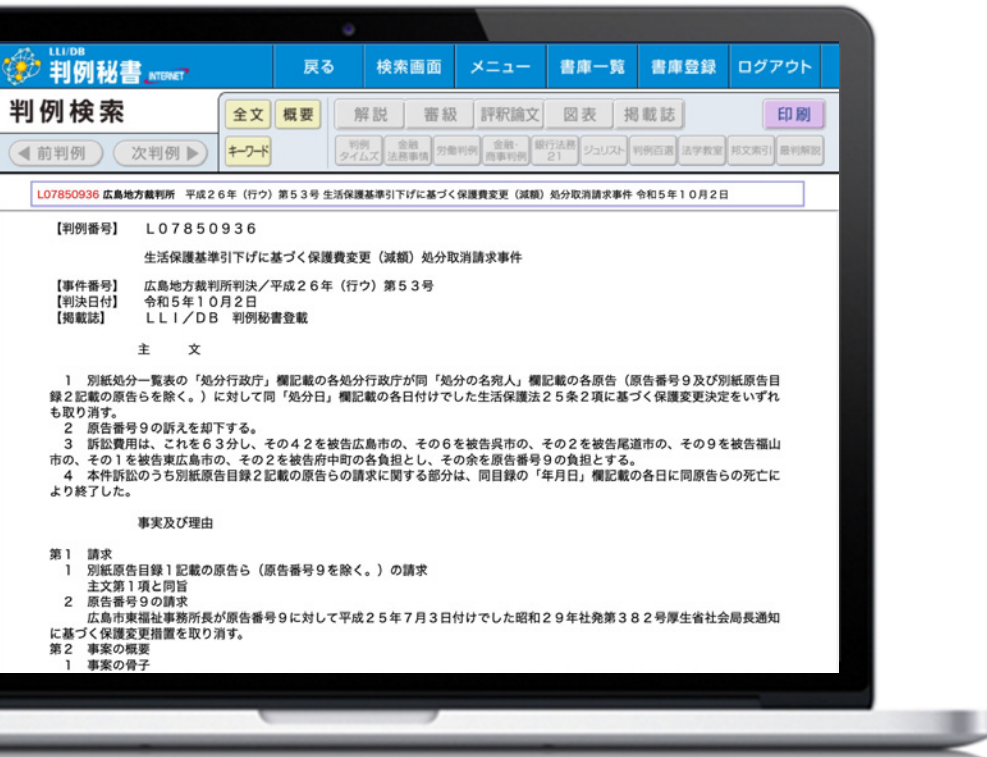 LLI/DB
判例秘書 INTERNET
戻る 検索画面 メニュー 書庫一覧 書庫登録 ログアウト
判例検索
全文 概要 解説 審級 評釈論文 図表 掲載誌 印刷
前判例 次判例
キーワード 判例タイムズ 金融法務事情 労働判例 金融・商事判例 銀行法務21 ジュリスト 判例百選 法学教室 邦文索引 最判解説
L07850936 広島地方裁判所 平成26年(行ウ)第53号 生活保護基準引下げに基づく保護費変更(減額)処分取消請求事件 令和5年10月2日
【判例番号】 L07850936
生活保護基準引下げに基づく保護費変更(減額)処分取消請求事件
【事件番号】 広島地方裁判所判決/平成26年(行ウ)第53号
【判決日付】 令和5年10月2日
【掲載誌】 LLI/DB 判例秘書登載
主 文
1 別紙処分一覧表の「処分行政庁」欄記載の各処分行政庁が同「処分の名宛人」欄記載の各原告(原告番号9及び別紙原告目
録2記載の原告らを除く。)に対して同「処分日」欄記載の各日付けでした生活保護法25条2項に基づく保護変更決定をいずれ
も取り消す。
2 原告番号9の訴えを却下する。
3 訴訟費用は、これを63分し、その42を被告広島市の、その6を被告呉市の、その2を被告尾道市の、その9を被告福山
市の、その1を被告東広島市の、その2を被告府中町の各負担とし、その余を原告番号9の負担とする。
4 本件訴訟のうち別紙原告目録2記載の原告らの請求に関する部分は、同目録の「年月日」欄記載の各日に同原告らの死亡に
より終了した。
事実及び理由
第1 請求
1 別紙原告目録1記載の原告ら(原告番号9を除く。)の請求
主文第1項と同旨
2 原告番号9の請求
広島市東福祉事務所長が原告番号9に対して平成25年7月3日付けでした昭和29年社発第382号厚生省社会局長通知
に基づく保護変更措置を取り消す。
第2 事案の概要
1 事案の骨子